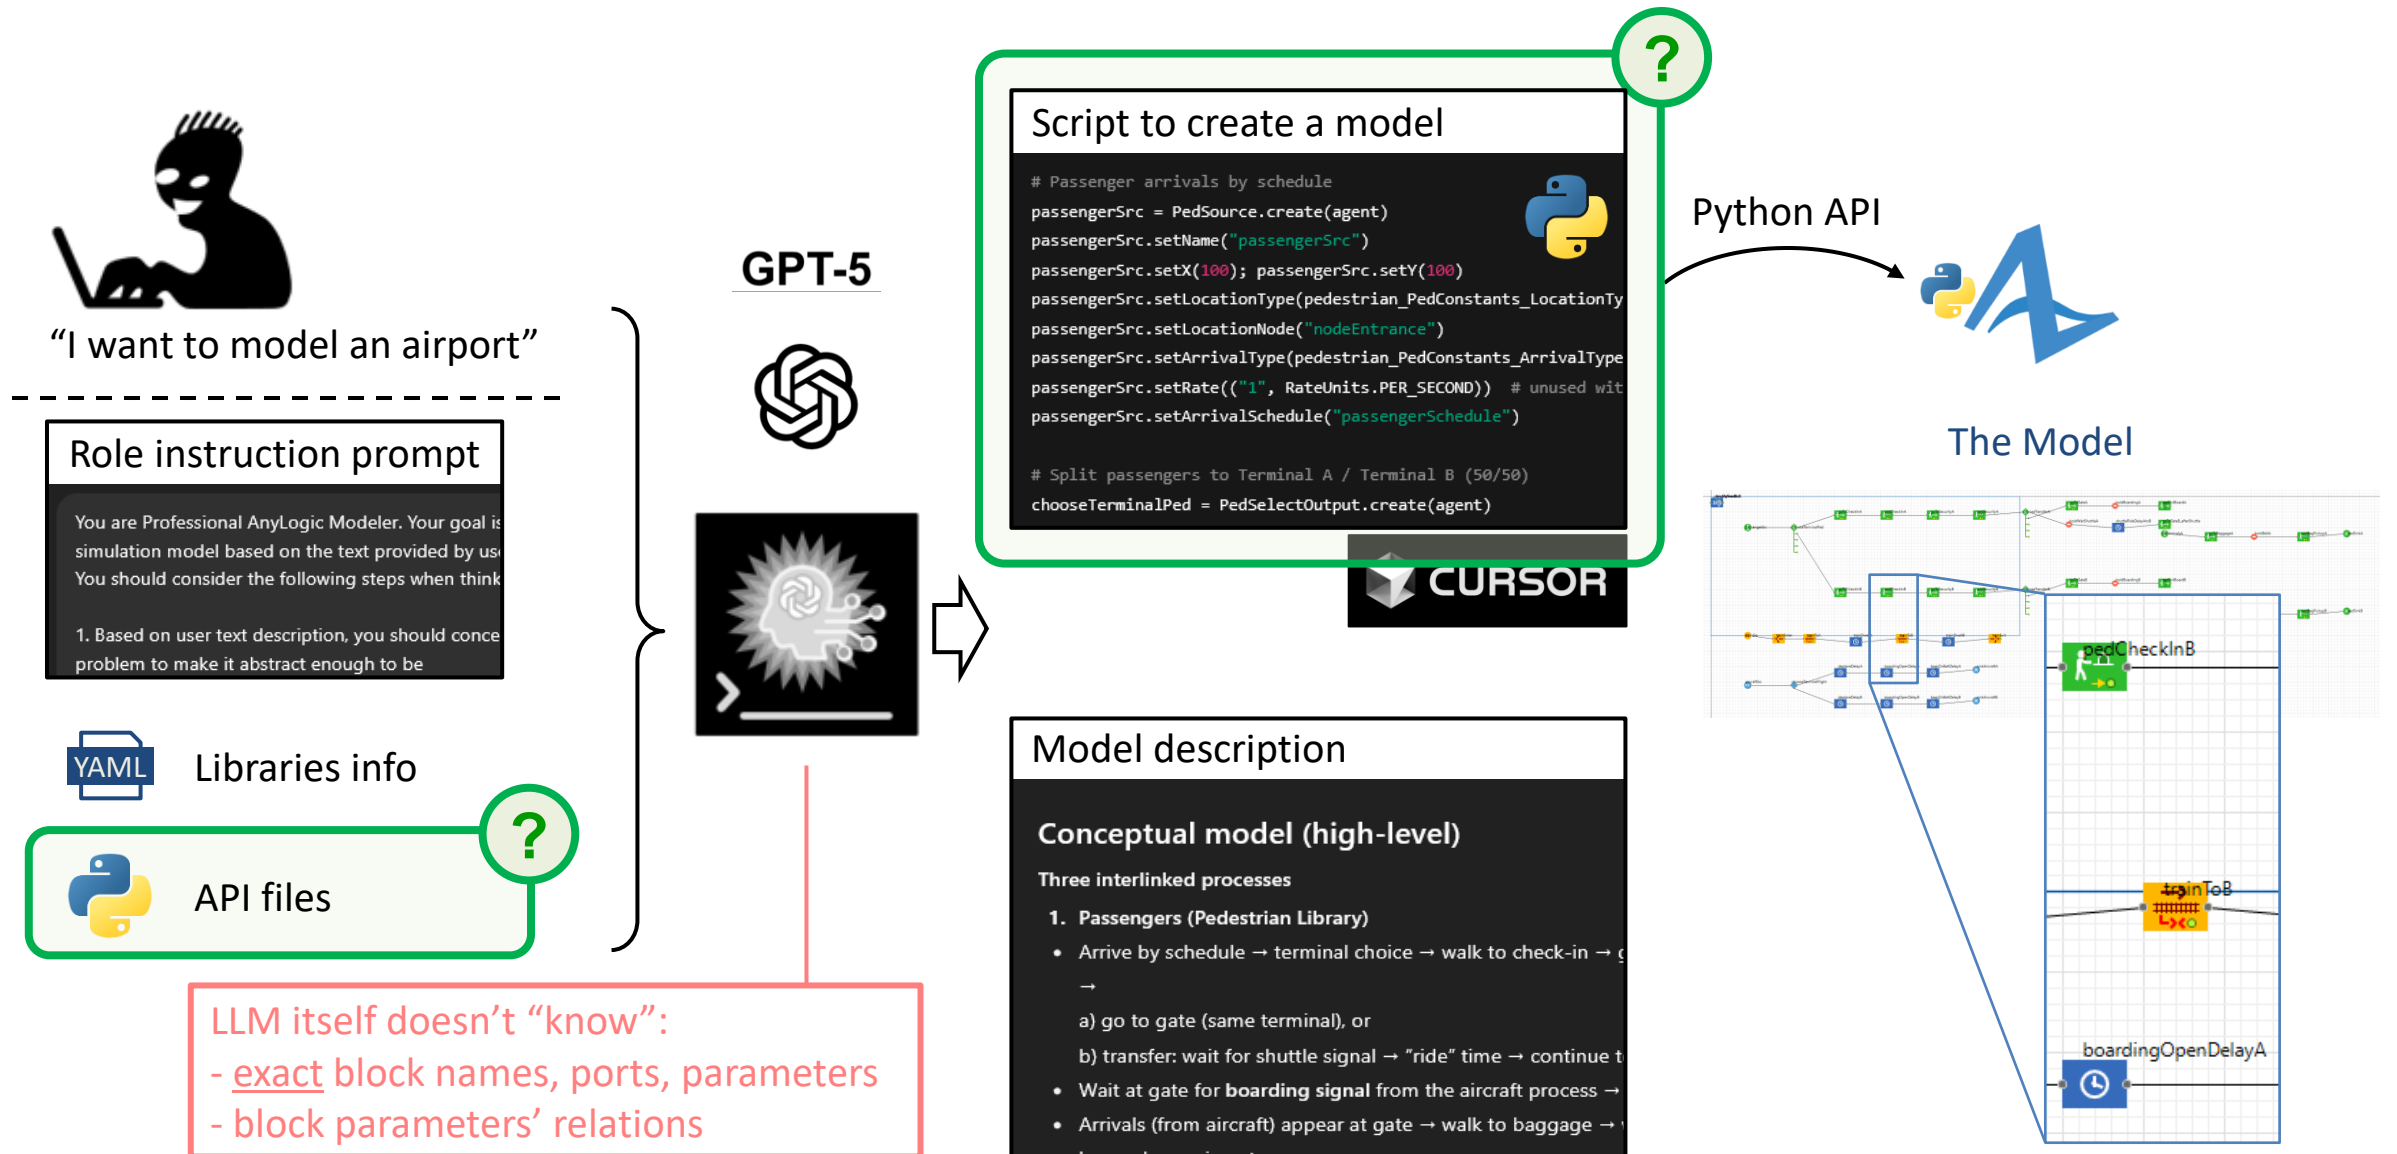 “I want to model an airport”
Role instruction prompt
You are Professional AnyLogic Modeler. Your goal is
simulation model based on the text provided by use
You should consider the following steps when think
1. Based on user text description, you should conce
problem to make it abstract enough to be
YAML
Libraries info
?
API files
GPT-5
LLM itself doesn’t “know”:
- exact block names, ports, parameters
- block parameters’ relations
?
Script to create a model
# Passenger arrivals by schedule
passengerSrc = PedSource.create(agent)
passengerSrc.setName("passengerSrc")
passengerSrc.setX(100); passengerSrc.setY(100)
passengerSrc.setLocationType(pedestrian_PedConstants_LocationTy
passengerSrc.setLocationNode("nodeEntrance")
passengerSrc.setArrivalType(pedestrian_PedConstants_ArrivalType
passengerSrc.setRate(("1", RateUnits.PER_SECOND)) # unused wit
passengerSrc.setArrivalSchedule("passengerSchedule")
# Split passengers to Terminal A / Terminal B (50/50)
chooseTerminalPed = PedSelectOutput.create(agent)
CURSOR
Model description
Conceptual model (high-level)
Three interlinked processes
1. Passengers (Pedestrian Library)
• Arrive by schedule → terminal choice → walk to check-in → g
→
a) go to gate (same terminal), or
b) transfer: wait for shuttle signal → "ride" time → continue t
• Wait at gate for boarding signal from the aircraft process →
• Arrivals (from aircraft) appear at gate → walk to baggage →
Python API
The Model
pedCheckInB
trainToB
boardingOpenDelayA